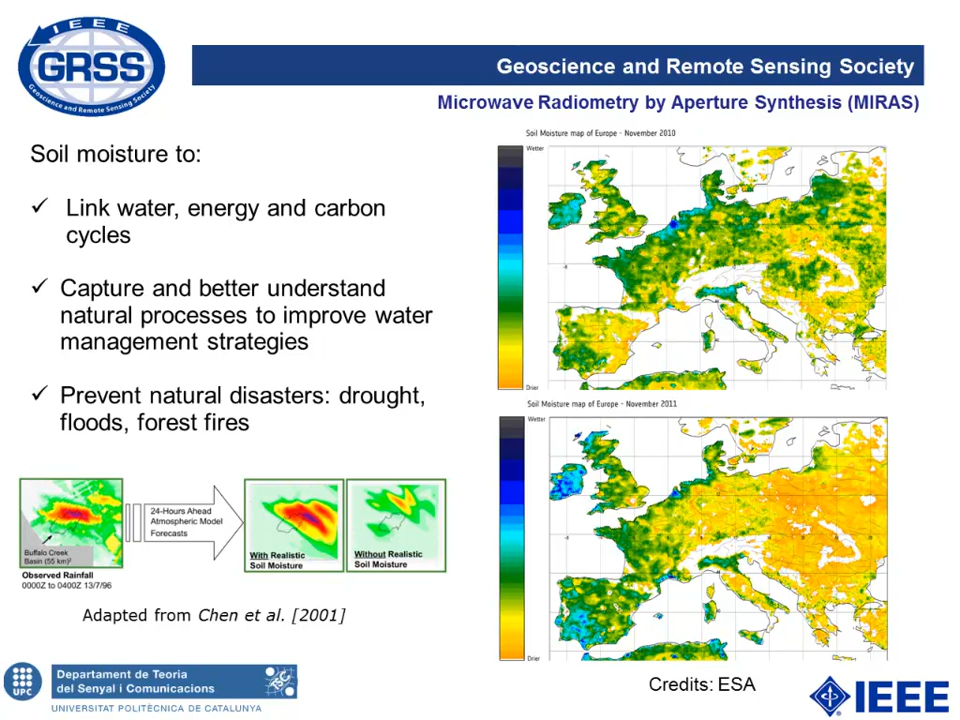 IEEE
GRSS
Geoscience and Remote Sensing Society
Geoscience and Remote Sensing Society
Microwave Radiometry by Aperture Synthesis (MIRAS)
Soil moisture to:
✓ Link water, energy and carbon
cycles
✓ Capture and better understand
natural processes to improve water
management strategies
✓ Prevent natural disasters: drought,
floods, forest fires
Buffalo Creek
Basin (55 km)²
Observed Rainfall
0000Z to 0400Z 13/7/96
24-Hours Ahead
Atmospheric Model
Forecasts
With Realistic
Soil Moisture
Without Realistic
Soil Moisture
Adapted from Chen et al. [2001]
Soil Moisture map of Europe - November 2010
Wetter
Drier
Soil Moisture map of Europe - November 2011
Wetter
Drier
Credits: ESA
UPC
Departament de Teoria
del Senyal i Comunicacions
UNIVERSITAT POLITÈCNICA DE CATALUNYA
IEEE